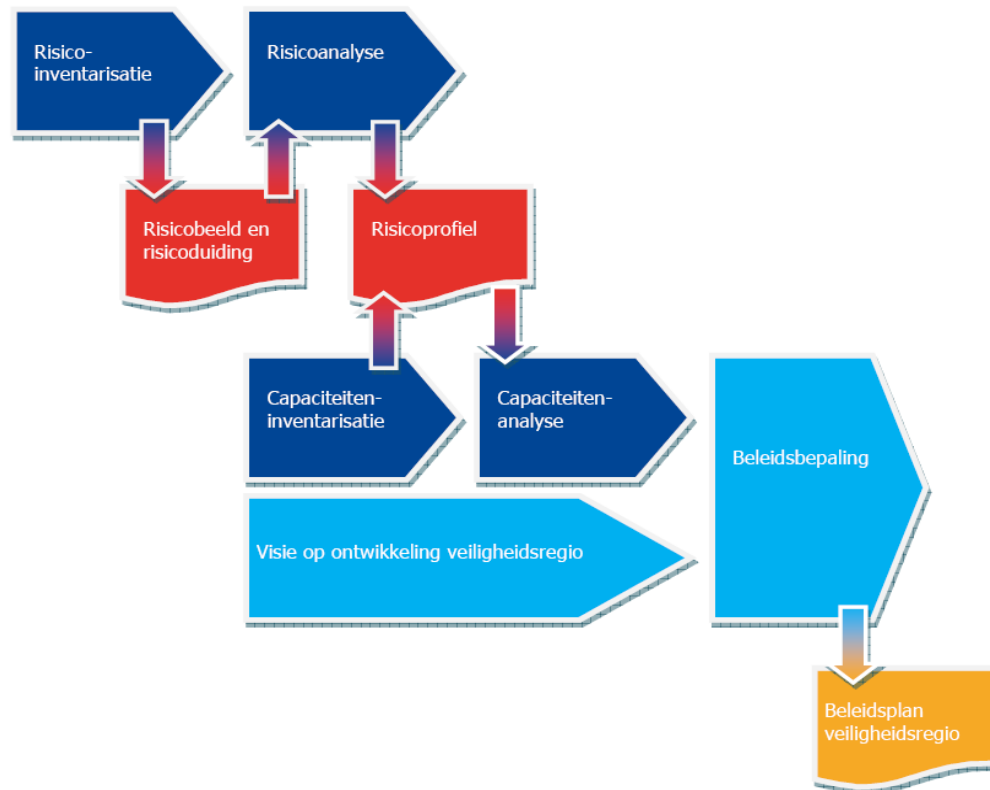 Risico-
inventarisatie
Risicoanalyse
Risicobeeld en
risicoduiding
Risicoprofiel
Capaciteiten-
inventarisatie
Capaciteiten-
analyse
Beleidsbepaling
Visie op ontwikkeling veiligheidsregio
Beleidsplan
veiligheidsregio